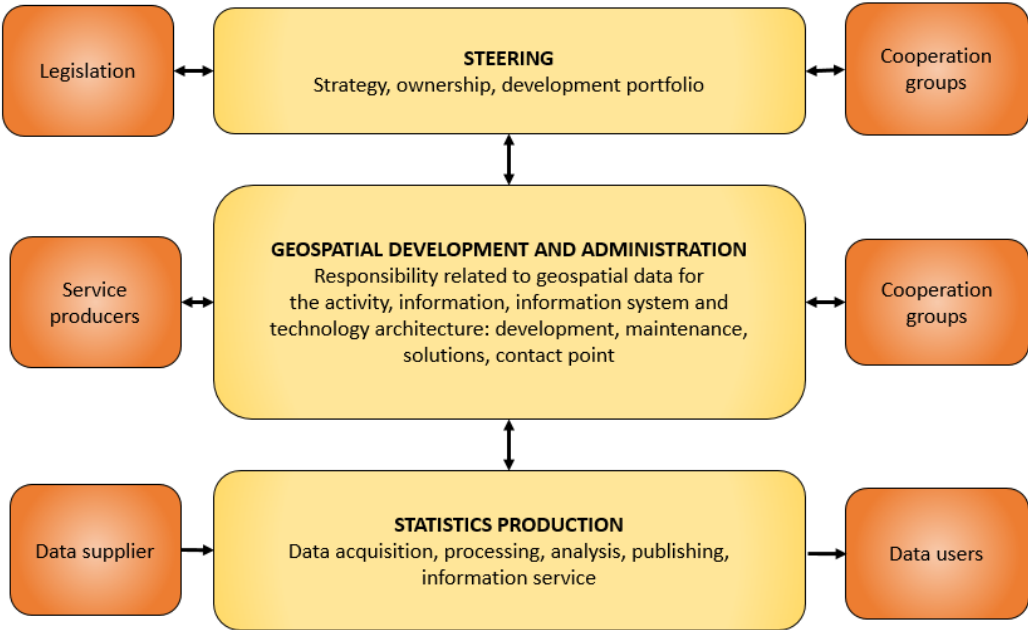 Legislation
STEERING
Strategy, ownership, development portfolio
Cooperation
groups
Service
producers
GEOSPATIAL DEVELOPMENT AND ADMINISTRATION
Responsibility related to geospatial data for
the activity, information, information system and
technology architecture: development, maintenance,
solutions, contact point
Cooperation
groups
Data supplier
STATISTICS PRODUCTION
Data acquisition, processing, analysis, publishing,
information service
Data users